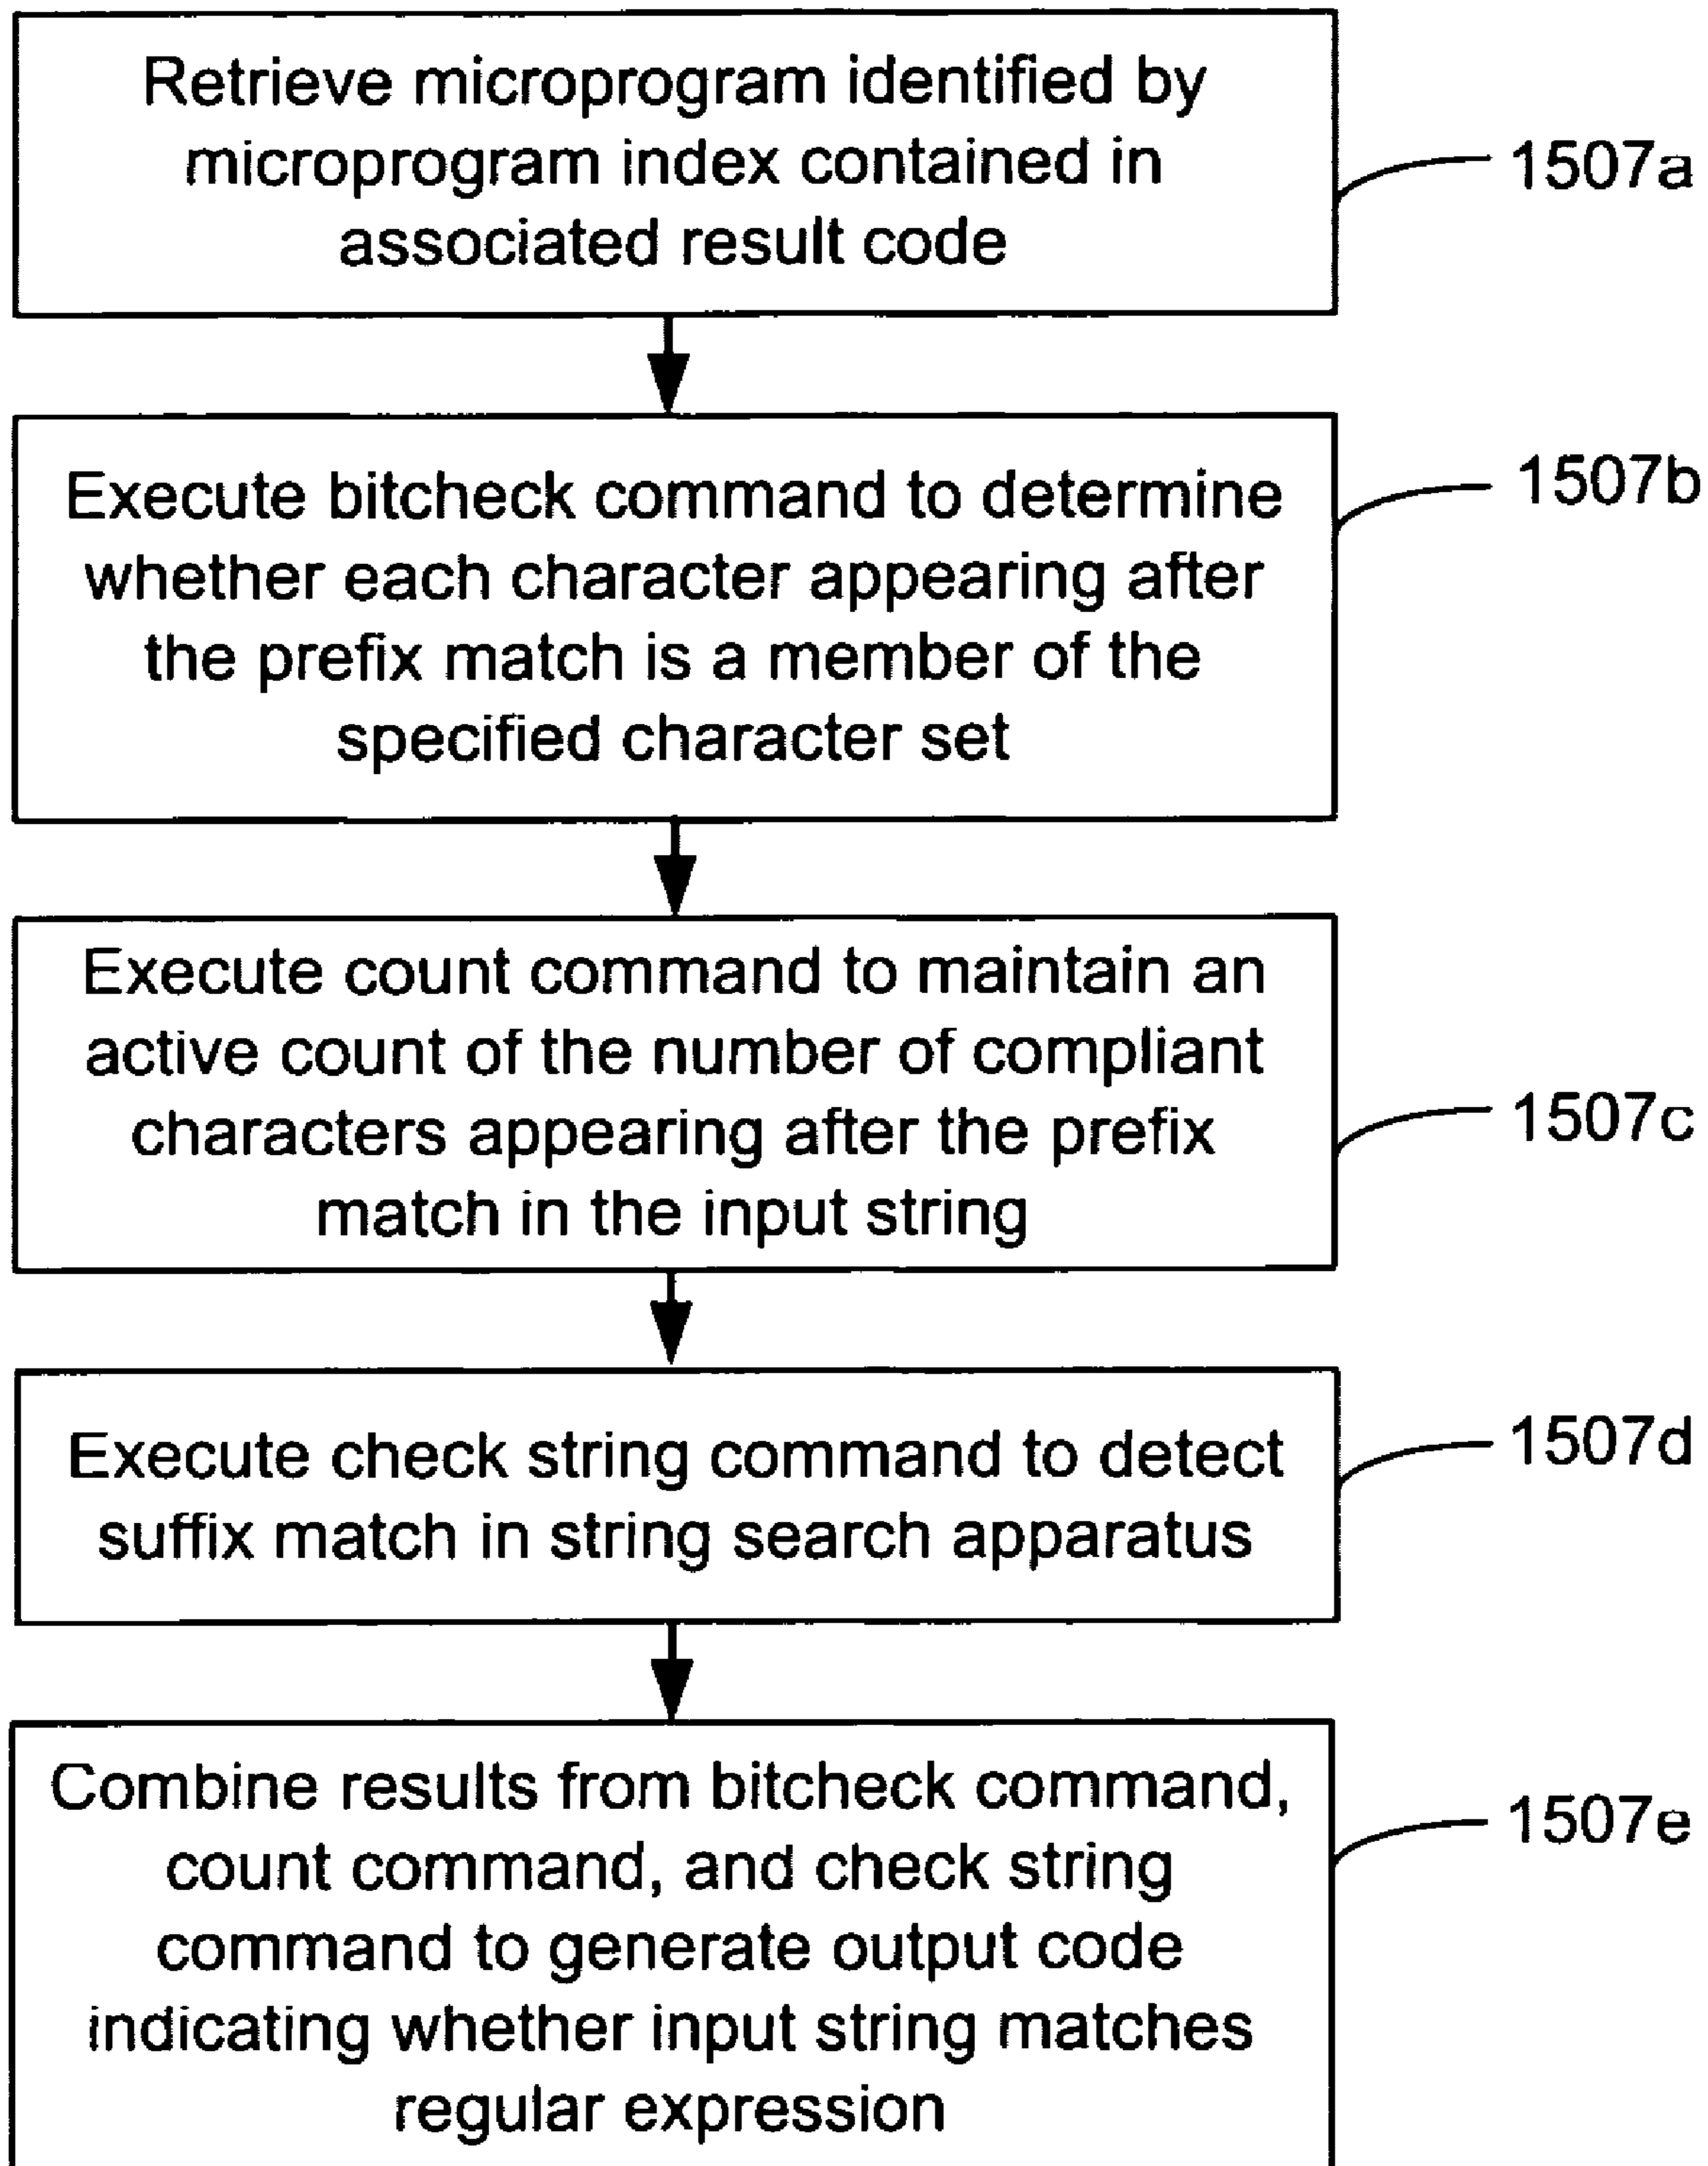 Retrieve microprogram identified by
microprogram index contained in
associated result code
1507a
Execute bitcheck command to determine
whether each character appearing after
the prefix match is a member of the
specified character set
1507b
Execute count command to maintain an
active count of the number of compliant
characters appearing after the prefix
match in the input string
1507c
Execute check string command to detect
suffix match in string search apparatus
1507d
Combine results from bitcheck command,
count command, and check string
command to generate output code
indicating whether input string matches
regular expression
1507e